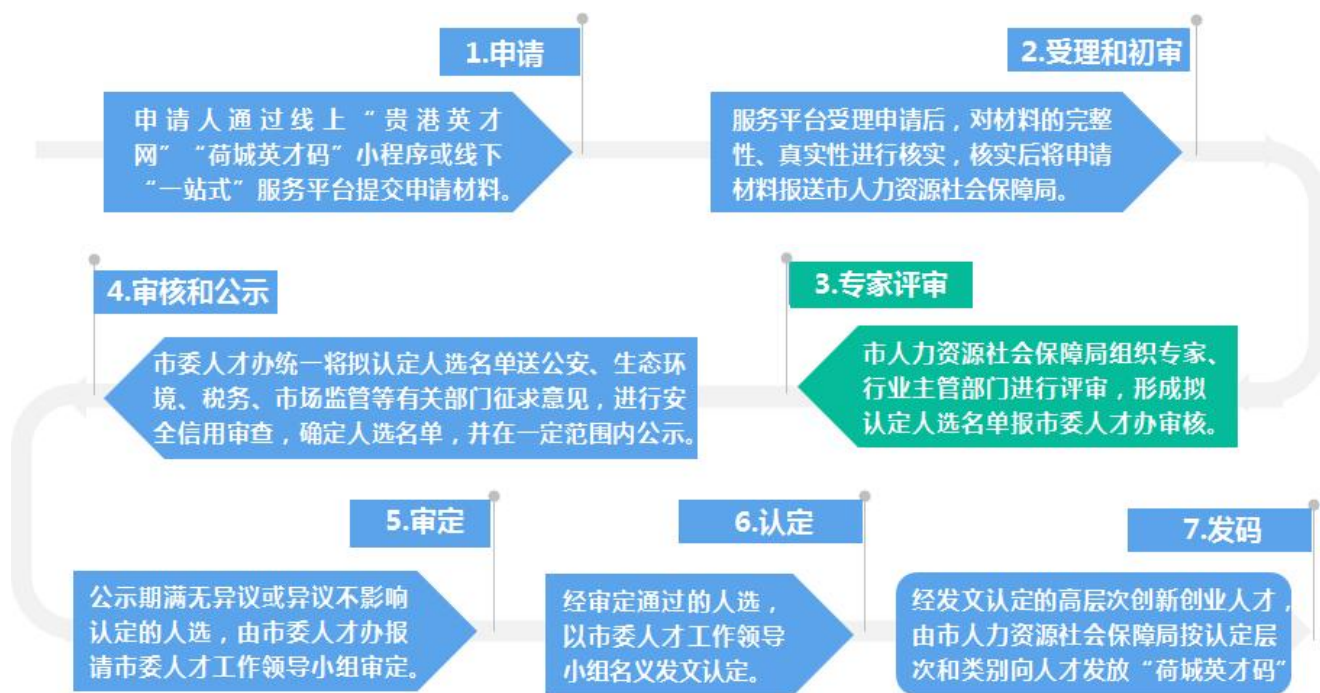 1.申请
申请人通过线上“贵港英才
网”“荷城英才码”小程序或线下
“一站式”服务平台提交申请材料。
2.受理和初审
服务平台受理申请后，对材料的完整
性、真实性进行核实，核实后将申请
材料报送市人力资源社会保障局。
3.专家评审
市人力资源社会保障局组织专家、
行业主管部门进行评审，形成拟
认定人选名单报市委人才办审核。
4.审核和公示
市委人才办统一将拟认定人选名单送公安、生态环
境、税务、市场监管等有关部门征求意见，进行安
全信用审查，确定人选名单，并在一定范围内公示。
5.审定
公示期满无异议或异议不影响
认定的人选，由市委人才办报
请市委人才工作领导小组审定。
6.认定
经审定通过的人选，
以市委人才工作领导
小组名义发文认定。
7.发码
经发文认定的高层次创新创业人才，
由市人力资源社会保障局按认定层
次和类别向人才发放“荷城英才码”